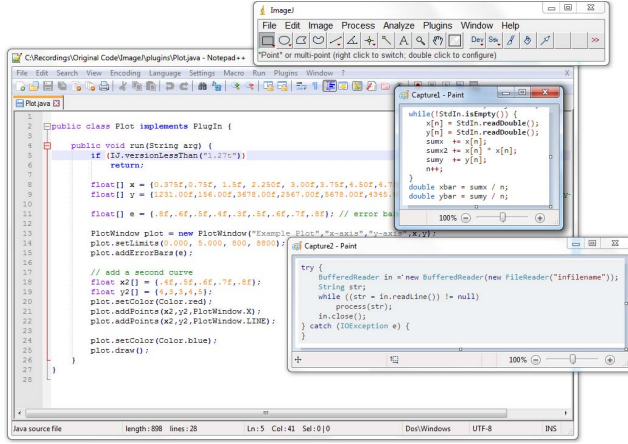 ImageJ
File Edit Image Process Analyze Plugins Window Help
Dev Stk >>
"Point" or multi-point (right click to switch; double click to configure)
C:\Recordings\Original Code\Image\plugins\Plot.java - Notepad++
File Edit Search View Encoding Language Settings Macro Run Plugins Window ? X
Plot.java
1
2 public class Plot implements PlugIn {
3
4 public void run(String arg) {
5 if (IJ.versionLessThan("1.27t"))
6 return;
7
8 float[] x = {0.375f,0.75f, 1.5f, 2.250f, 3.00f,3.75f,4.50f,
9 float[] y = {1231.00f,156.00f,3678.00f,2567.00f,5678.00f,4345.
10
11 float[] e = {.8f,.6f,.5f,.4f,.3f,.5f,.6f,.7f,.8f}; // error
12
13 PlotWindow plot = new PlotWindow("Example Plot","x-axis","y-axis",x,y);
14 plot.setLimits(0.000, 5.000, 800, 8800);
15 plot.addErrorBars(e);
16
17 // add a second curve
18 float x2[] = {.4f,.5f,.6f,.7f,.8f};
19 float y2[] = {4,3,3,4,5};
20 plot.setColor(Color.red);
21 plot.addPoints(x2,y2,PlotWindow.X);
22 plot.addPoints(x2,y2,PlotWindow.LINE);
23
24 plot.setColor(Color.blue);
25 plot.draw();
26 }
27 }
28
Java source file length : 898 lines : 28 Ln : 5 Col : 41 Sel : 0 | 0 Dos\Windows UTF-8 INS
Capture1 - Paint
while(!StdIn.isEmpty()) {
x[n] = StdIn.readDouble();
y[n] = StdIn.readDouble();
sumx += x[n];
sumx2 += x[n] * x[n];
sumy += y[n];
n++;
}
double xbar = sumx / n;
double ybar = sumy / n;
100%
Capture2 - Paint
try {
BufferedReader in = new BufferedReader(new FileReader("infilename"));
String str;
while ((str = in.readLine()) != null)
process(str);
in.close();
} catch (IOException e) {
}
100%